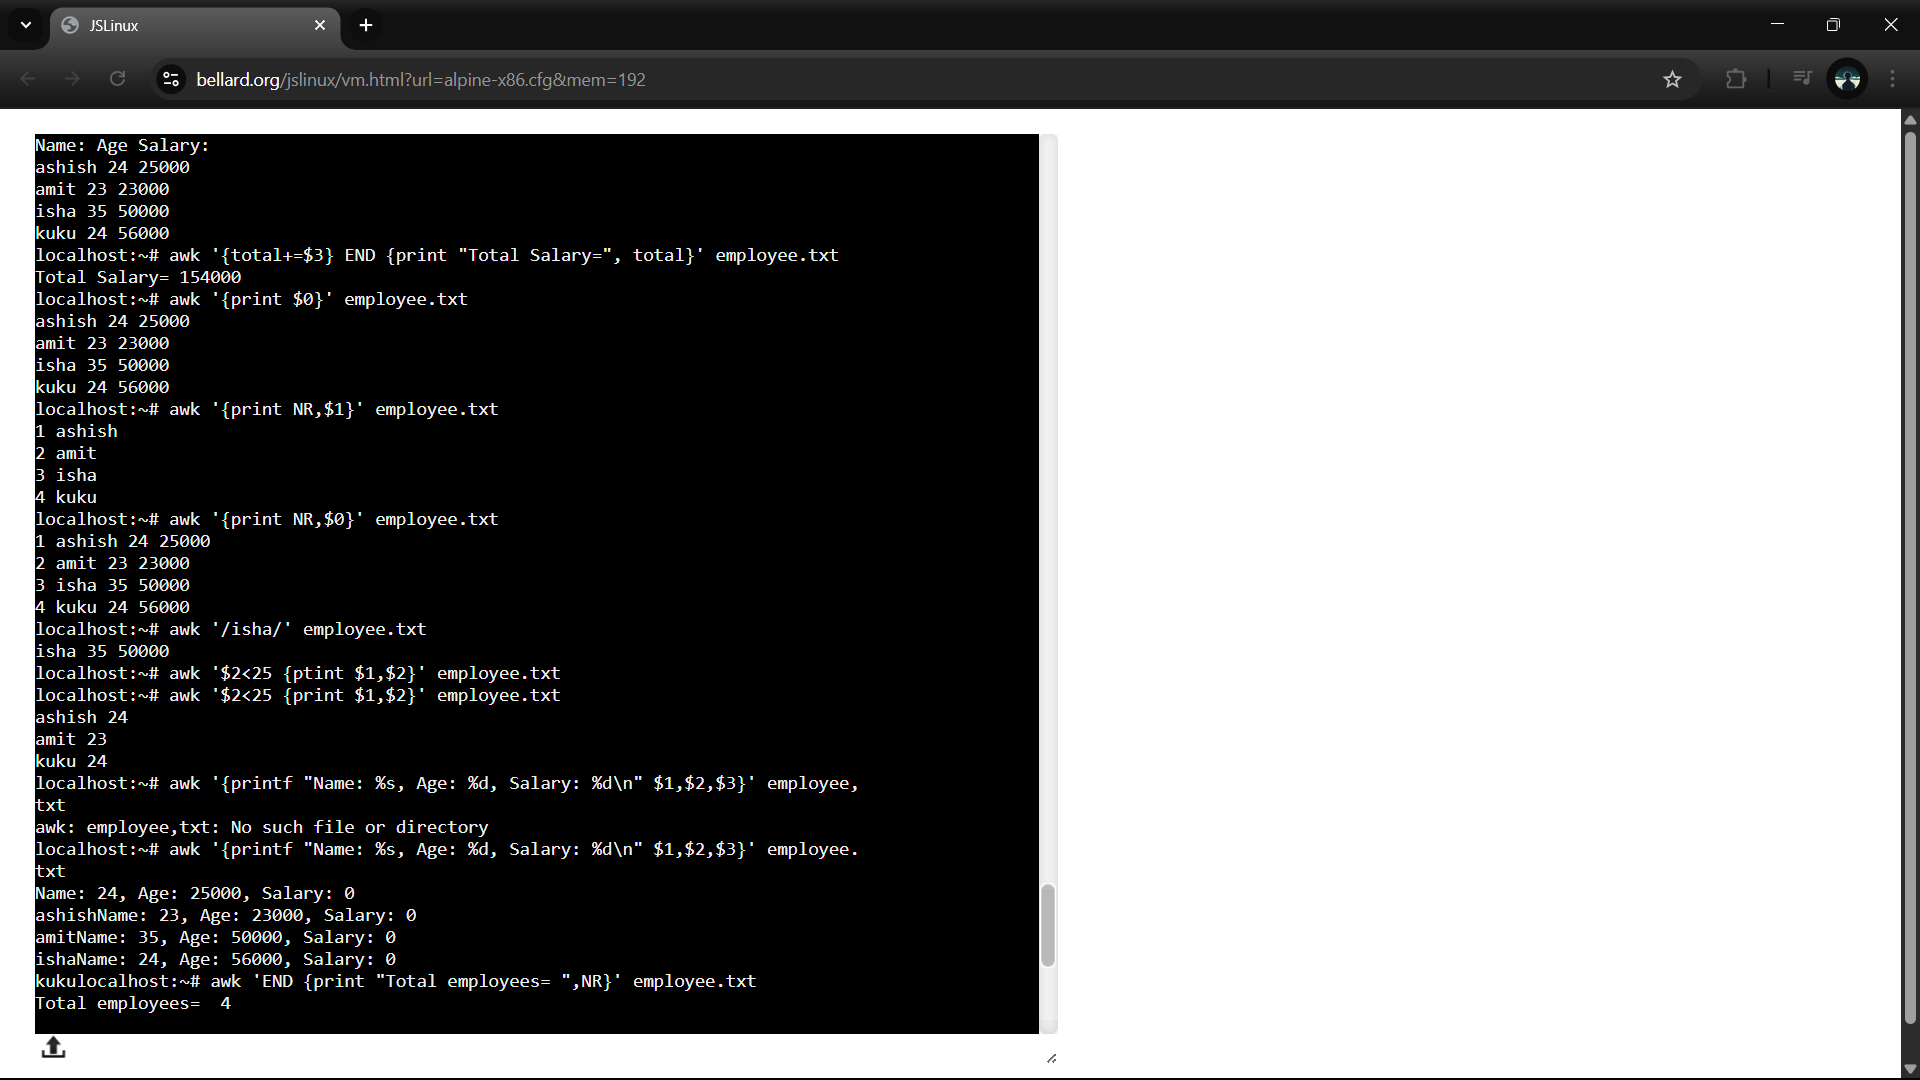 JSLinux
bellard.org/jslinux/vm.html?url=alpine-x86.cfg&mem=192
Name: Age Salary:
ashish 24 25000
amit 23 23000
isha 35 50000
kuku 24 56000
localhost:~# awk '{total+=$3} END {print "Total Salary=", total}' employee.txt
Total Salary= 154000
localhost:~# awk '{print $0}' employee.txt
ashish 24 25000
amit 23 23000
isha 35 50000
kuku 24 56000
localhost:~# awk '{print NR,$1}' employee.txt
1 ashish
2 amit
3 isha
4 kuku
localhost:~# awk '{print NR,$0}' employee.txt
1 ashish 24 25000
2 amit 23 23000
3 isha 35 50000
4 kuku 24 56000
localhost:~# awk '/isha/' employee.txt
isha 35 50000
localhost:~# awk '$2<25 {ptint $1,$2}' employee.txt
localhost:~# awk '$2<25 {print $1,$2}' employee.txt
ashish 24
amit 23
kuku 24
localhost:~# awk '{printf "Name: %s, Age: %d, Salary: %d\n" $1,$2,$3}' employee,
txt
awk: employee,txt: No such file or directory
localhost:~# awk '{printf "Name: %s, Age: %d, Salary: %d\n" $1,$2,$3}' employee.
txt
Name: 24, Age: 25000, Salary: 0
ashishName: 23, Age: 23000, Salary: 0
amitName: 35, Age: 50000, Salary: 0
ishaName: 24, Age: 56000, Salary: 0
kukulocalhost:~# awk 'END {print "Total employees= ",NR}' employee.txt
Total employees=  4